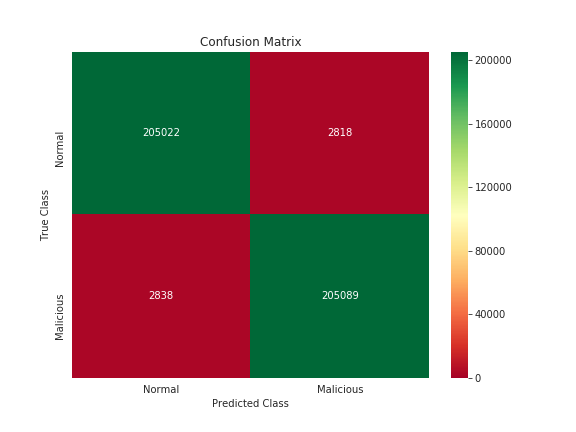 Confusion Matrix
True Class
Normal
205022
2818
Malicious
2838
205089
Normal
Malicious
Predicted Class
200000
160000
120000
80000
40000
0